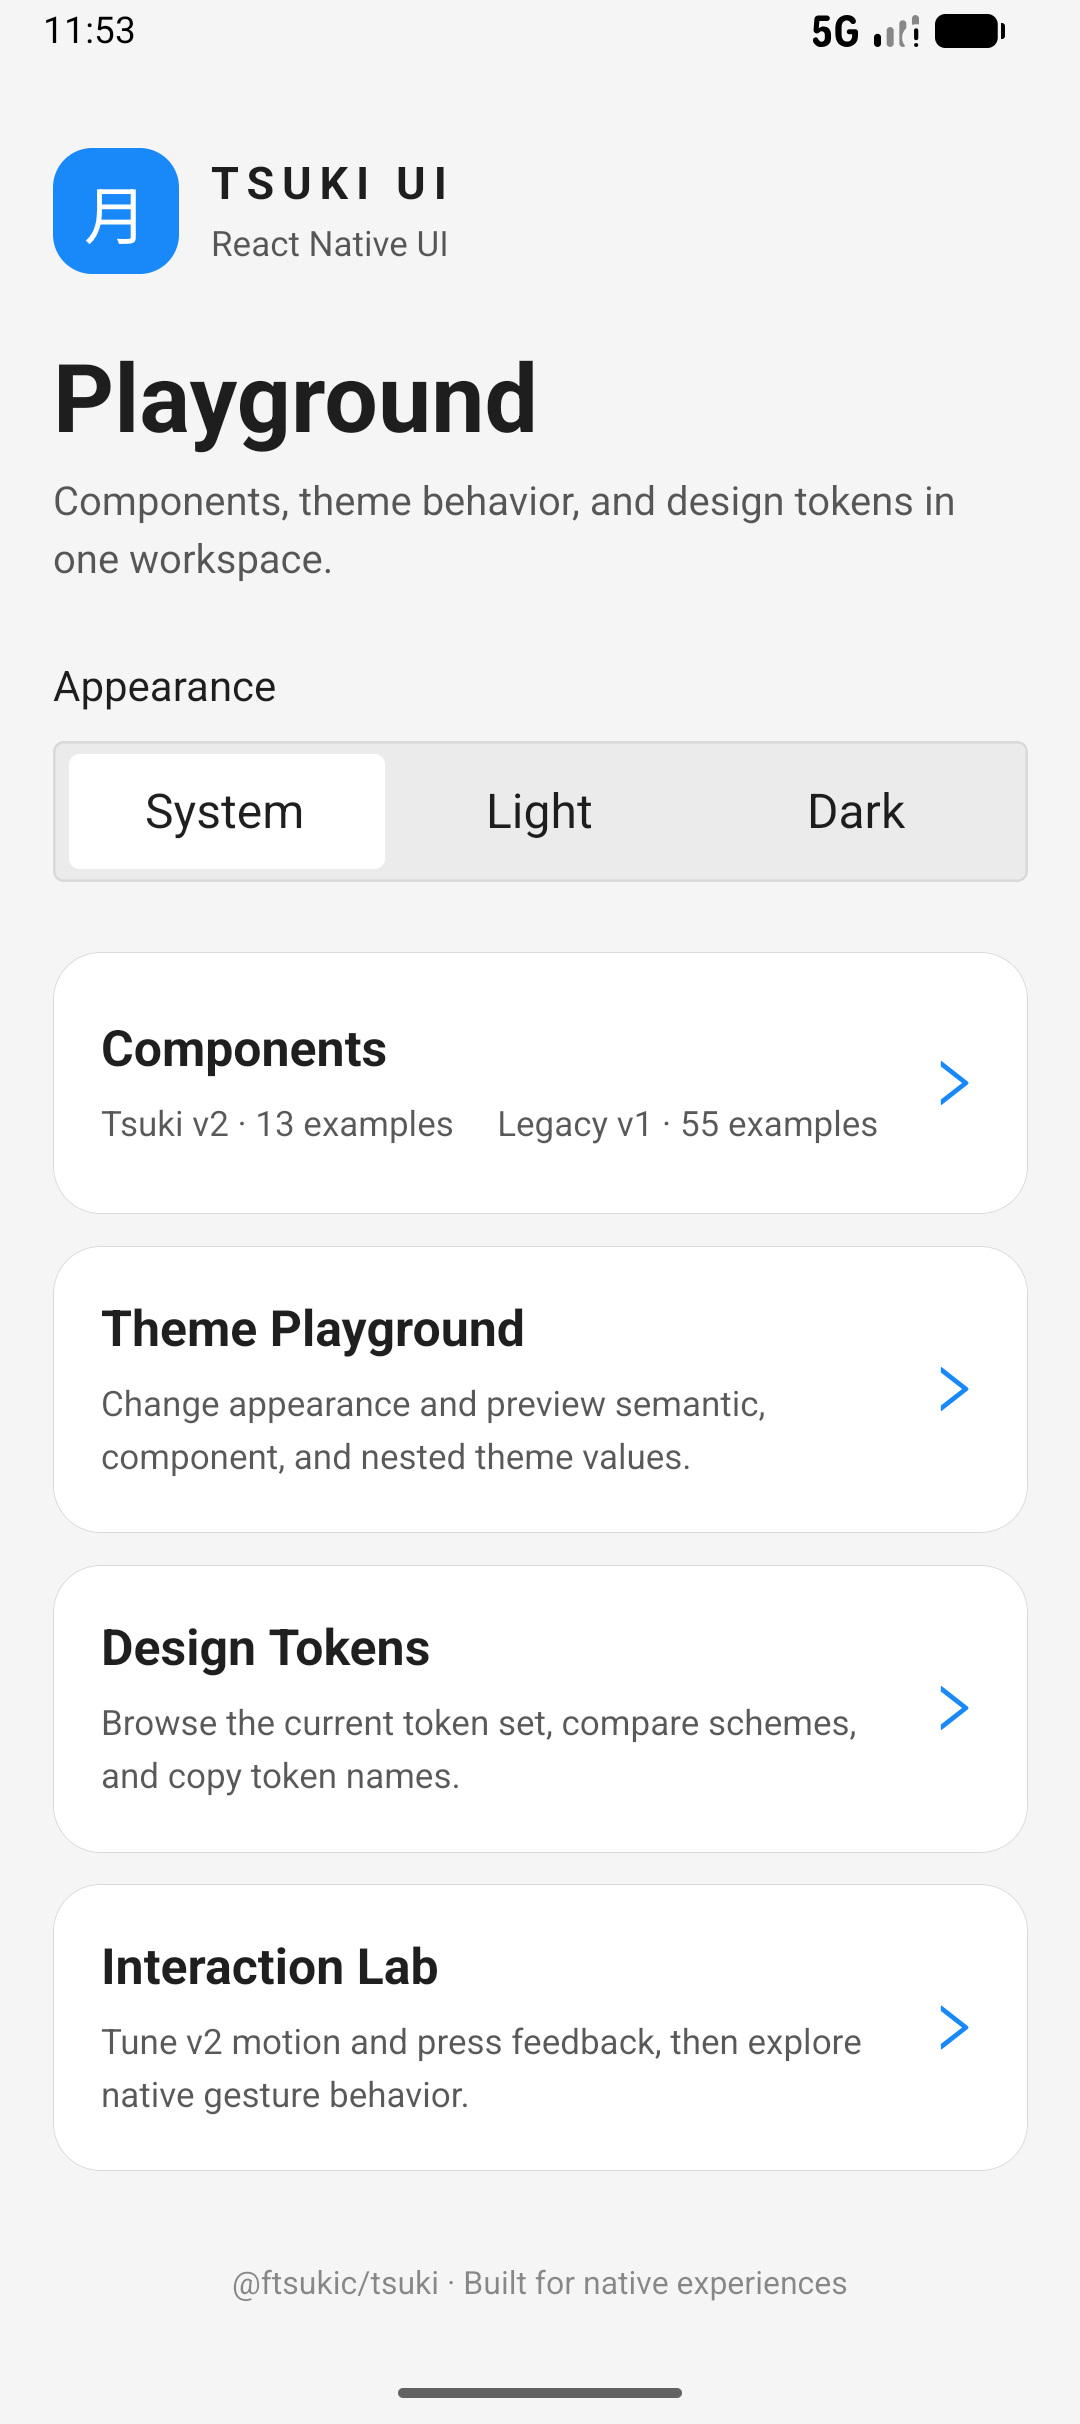 11:53
5G
月
TSUKI UI
React Native UI
Playground
Components, theme behavior, and design tokens in
one workspace.
Appearance
System
Light
Dark
Components
Tsuki v2 · 13 examples
Legacy v1 · 55 examples
Theme Playground
Change appearance and preview semantic,
component, and nested theme values.
Design Tokens
Browse the current token set, compare schemes,
and copy token names.
Interaction Lab
Tune v2 motion and press feedback, then explore
native gesture behavior.
@ftsukic/tsuki · Built for native experiences